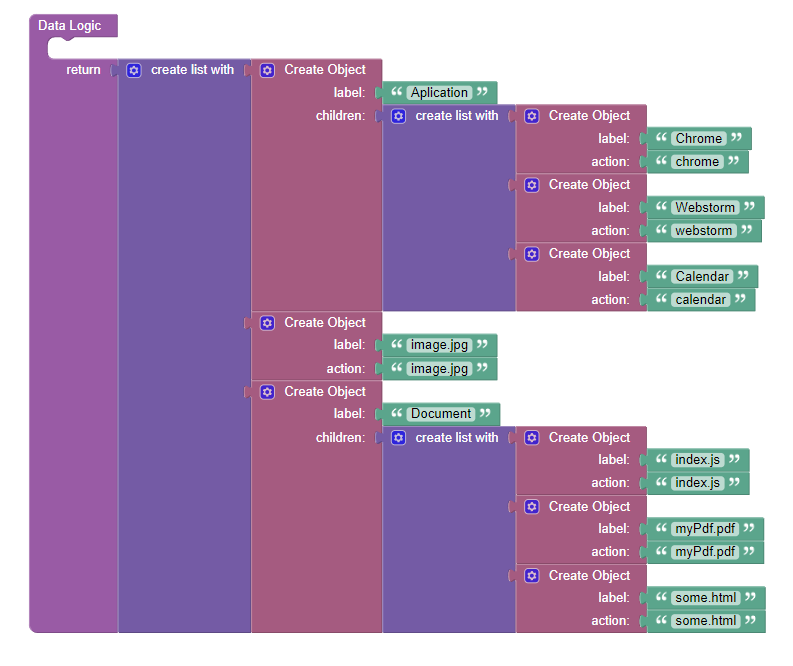 Data Logic
return create list with Create Object
label: “ Aplication ”
children: create list with Create Object
label: “ Chrome ”
action: “ chrome ”
Create Object
label: “ Webstorm ”
action: “ webstorm ”
Create Object
label: “ Calendar ”
action: “ calendar ”
Create Object
label: “ image.jpg ”
action: “ image.jpg ”
Create Object
label: “ Document ”
children: create list with Create Object
label: “ index.js ”
action: “ index.js ”
Create Object
label: “ myPdf.pdf ”
action: “ myPdf.pdf ”
Create Object
label: “ some.html ”
action: “ some.html ”